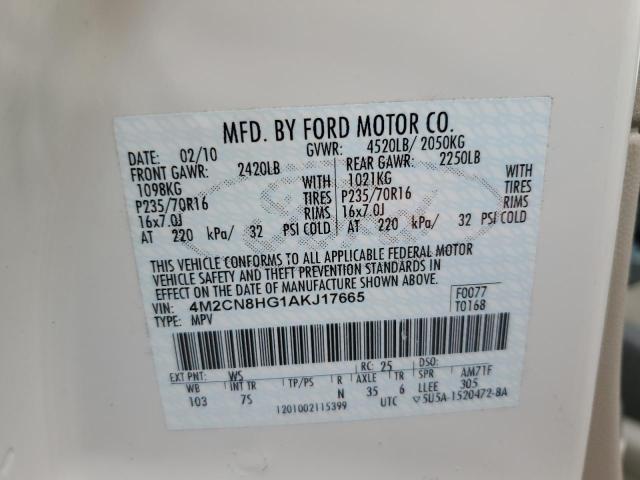 MFD. BY FORD MOTOR CO.
DATE: 02/10 GVWR: 4520LB/ 2050KG
FRONT GAWR: 2420LB REAR GAWR: 2250LB
1098KG WITH 1021KG WITH
P235/70R16 TIRES P235/70R16 TIRES
16x7.0J RIMS 16x7.0J RIMS
AT 220 kPa/ 32 PSI COLD AT 220 kPa/ 32 PSI COLD
THIS VEHICLE CONFORMS TO ALL APPLICABLE FEDERAL MOTOR
VEHICLE SAFETY AND THEFT PREVENTION STANDARDS IN
EFFECT ON THE DATE OF MANUFACTURE SHOWN ABOVE.
VIN: 4M2CN8HG1AKJ17665 F0077
TYPE: MPV T0168
EXT PNT: WS RC: 25 DSO:
WB INT TR TP/PS R AXLE TR SPR AM71F
103 7S N 35 6 LLEE 305
1201002115399 UTC ▽5U5A-1520472-BA